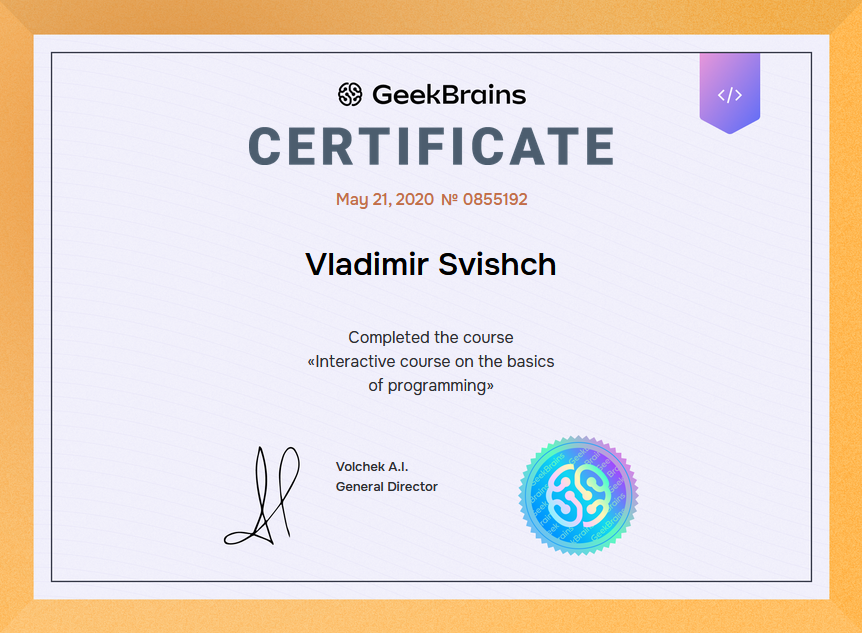 GeekBrains
</>
CERTIFICATE
May 21, 2020 № 0855192
Vladimir Svishch
Completed the course
«Interactive course on the basics
of programming»
Volchek A.I.
General Director
GeekBrains